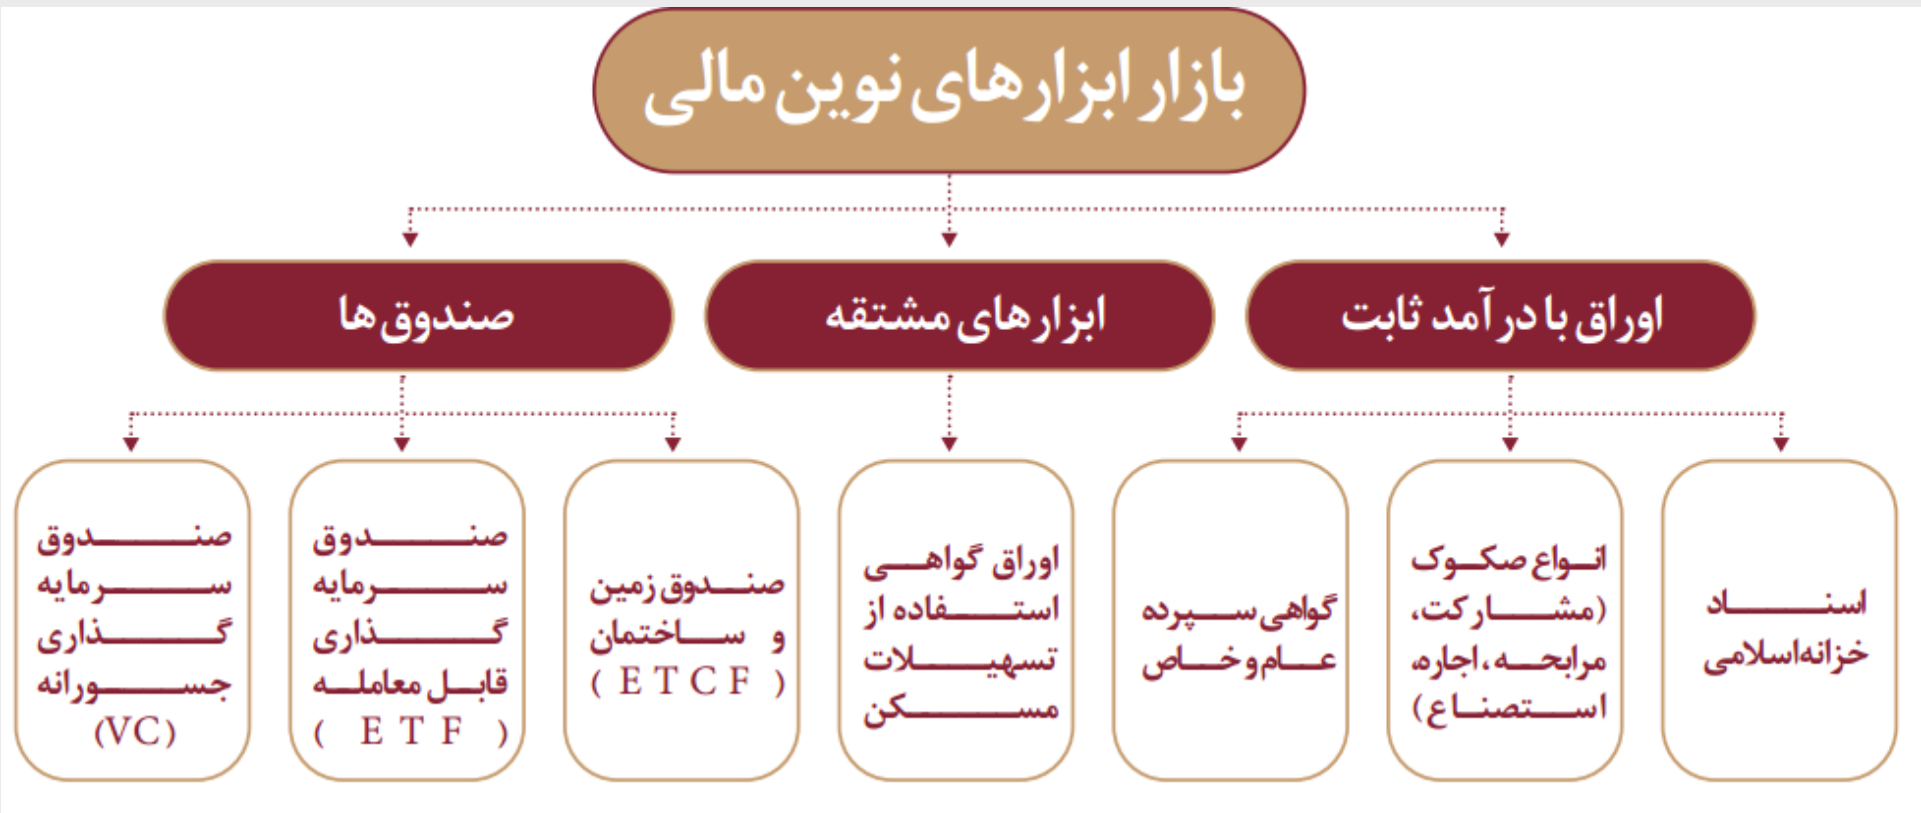 بازار ابزارهای نوین مالی
اوراق با درآمد ثابت
ابزارهای مشتقه
صندوق‌ها
اسناد
خزانه اسلامی
انواع صکوک
(مشارکت،
مرابحه، اجاره،
استصناع)
گواهی سپرده
عام و خاص
اوراق گواهی
استفاده از
تسهیلات
مسکن
صندوق زمین
و ساختمان
(ETCF)
صندوق
سرمایه
گذاری
قابل معامله
(ETF)
صندوق
سرمایه
گذاری
جسورانه
(VC)